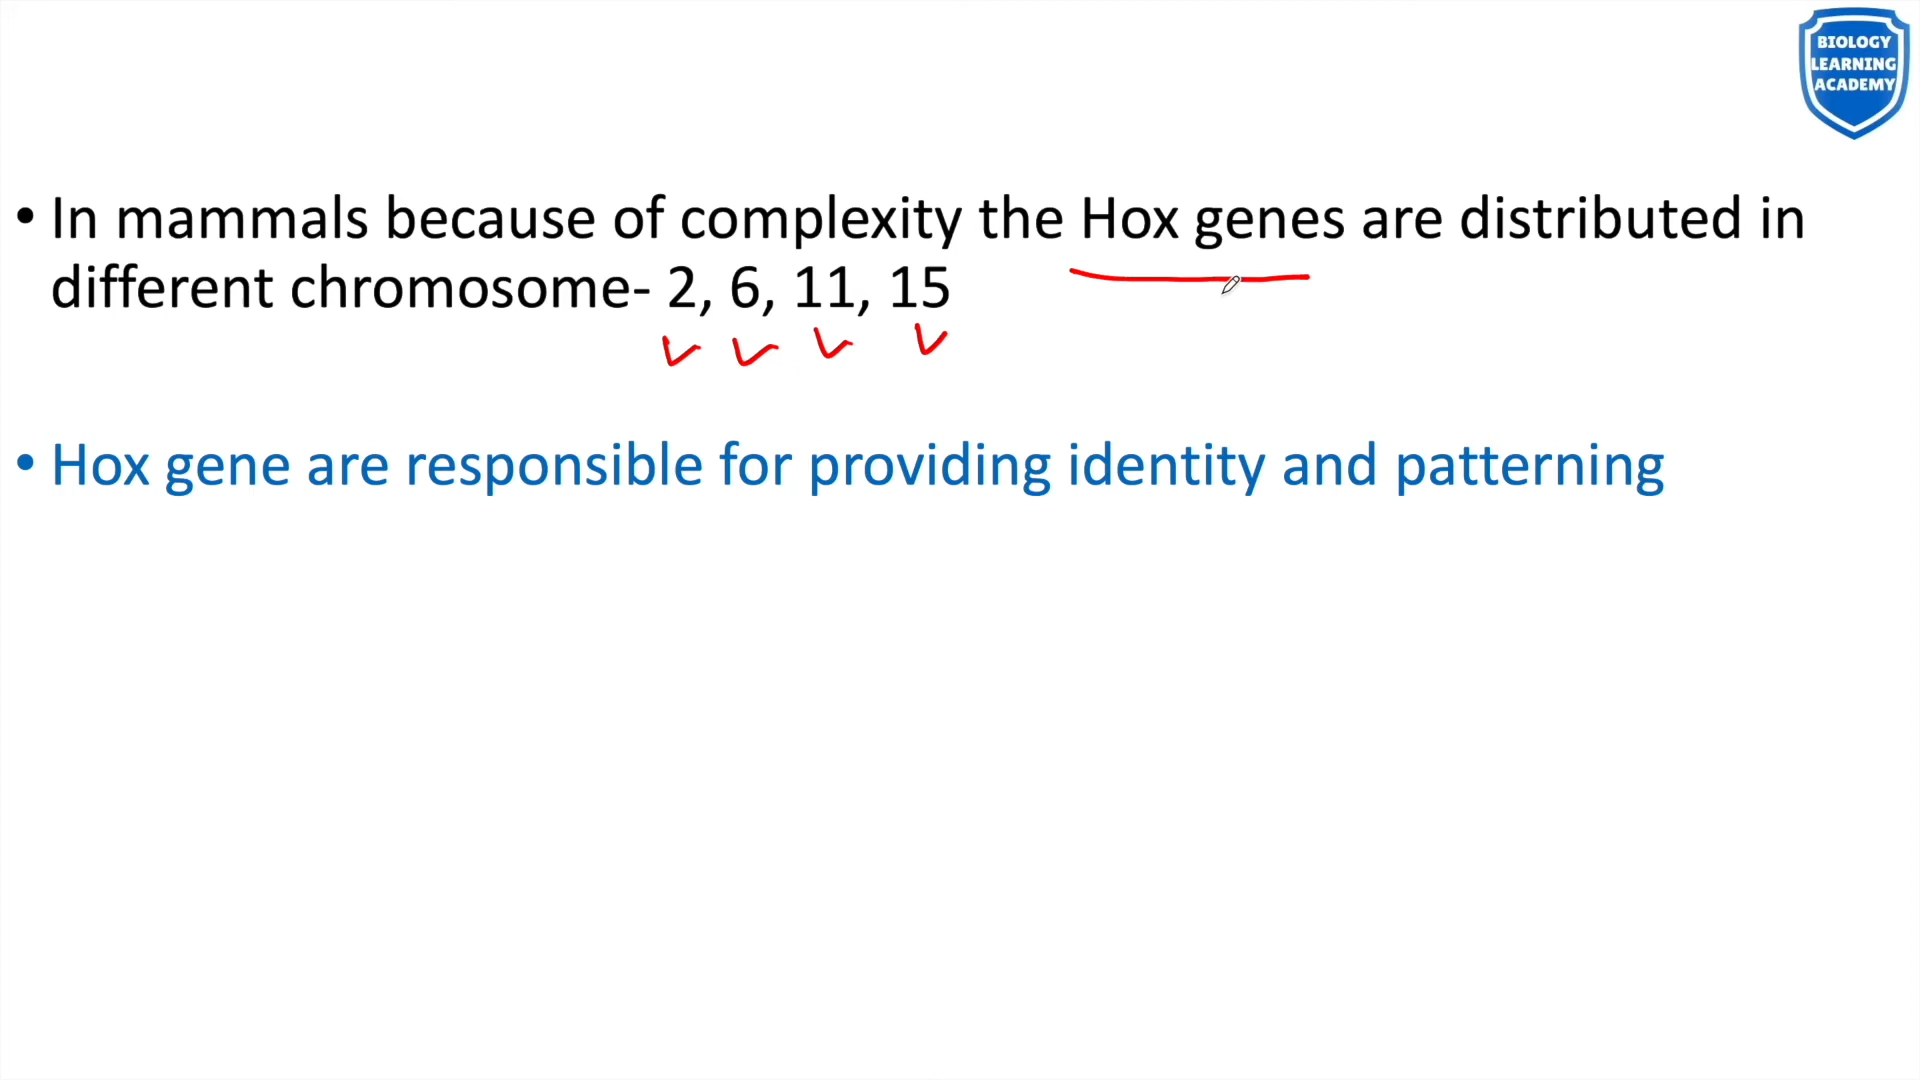 BIOLOGY
LEARNING
ACADEMY
• In mammals because of complexity the Hox genes are distributed in
different chromosome- 2, 6, 11, 15
• Hox gene are responsible for providing identity and patterning